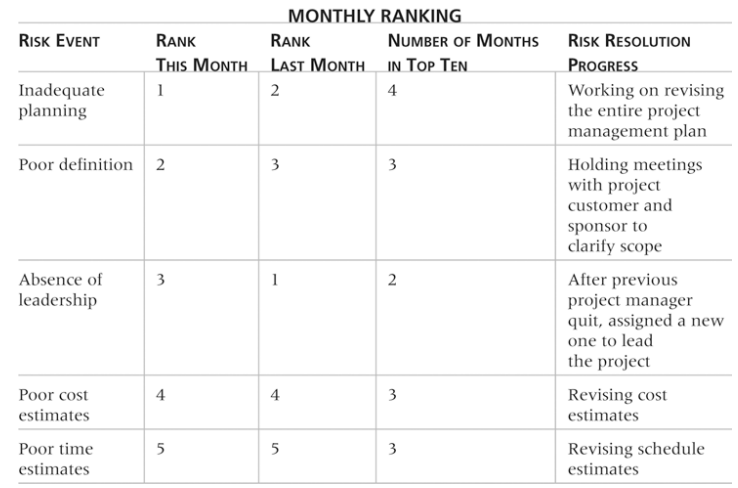 MONTHLY RANKING
RISK EVENT RANK THIS MONTH RANK LAST MONTH NUMBER OF MONTHS IN TOP TEN RISK RESOLUTION PROGRESS
Inadequate planning 1 2 4 Working on revising the entire project management plan
Poor definition 2 3 3 Holding meetings with project customer and sponsor to clarify scope
Absence of leadership 3 1 2 After previous project manager quit, assigned a new one to lead the project
Poor cost estimates 4 4 3 Revising cost estimates
Poor time estimates 5 5 3 Revising schedule estimates